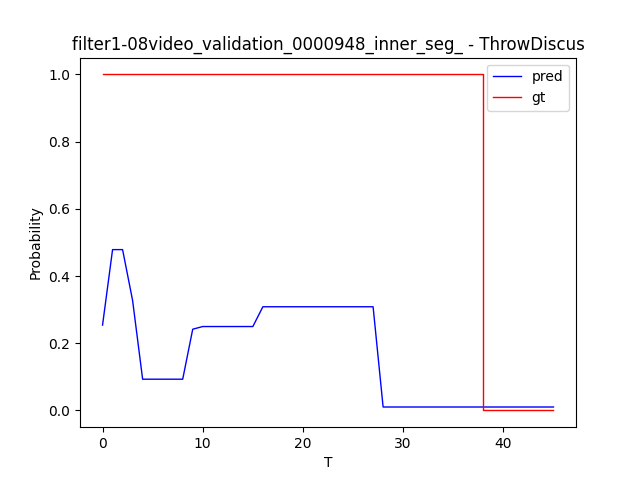 filter1-08video_validation_0000948_inner_seg_ - ThrowDiscus
pred
gt
1.0
0.8
0.6
0.4
0.2
0.0
Probability
0
10
20
30
40
T